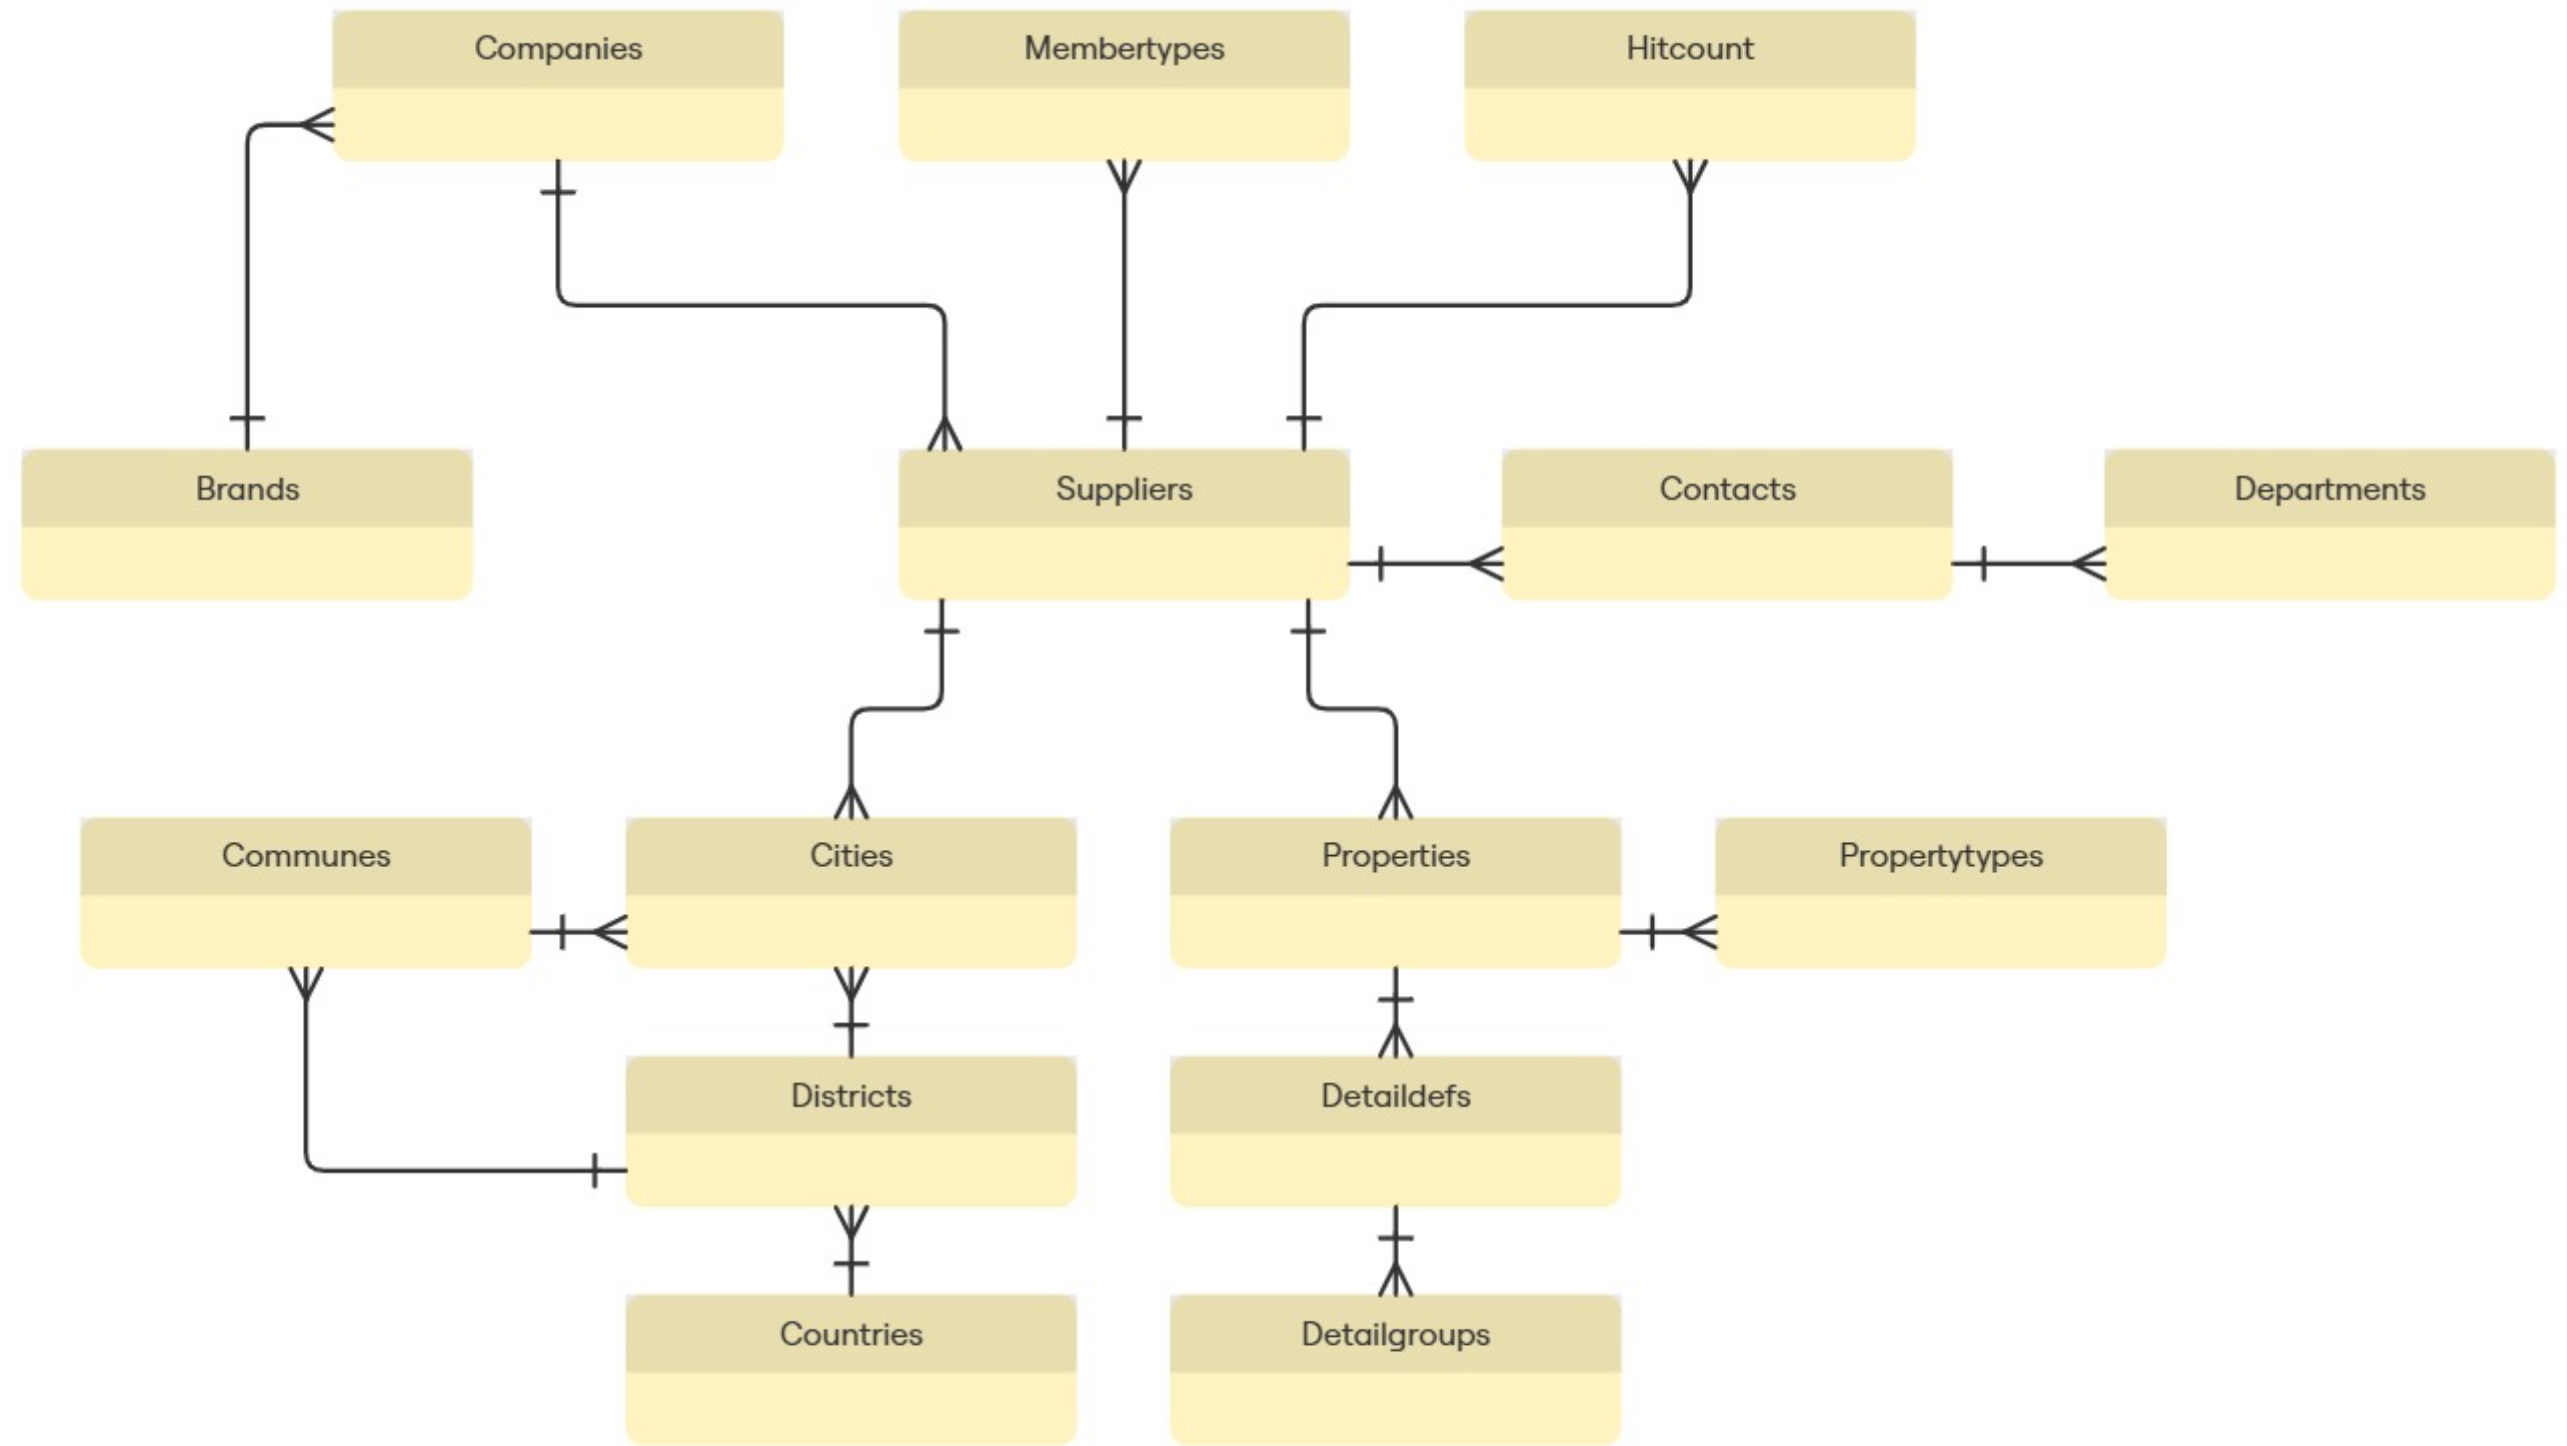 Companies
Membertypes
Hitcount
Brands
Suppliers
Contacts
Departments
Communes
Cities
Properties
Propertytypes
Districts
Detaildefs
Countries
Detailgroups